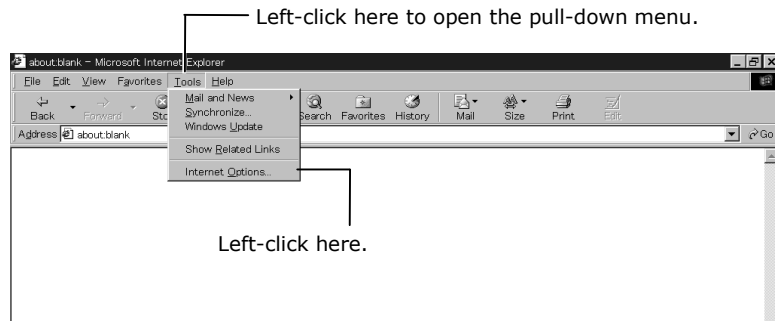 Left-click here to open the pull-down menu.
about:blank – Microsoft Internet Explorer
File Edit View Favorites Tools Help
Back Forward Search Favorites History Mail Size Print Edit
Address about:blank Go
Mail and News
Synchronize...
Windows Update
Show Related Links
Internet Options...
Left-click here.